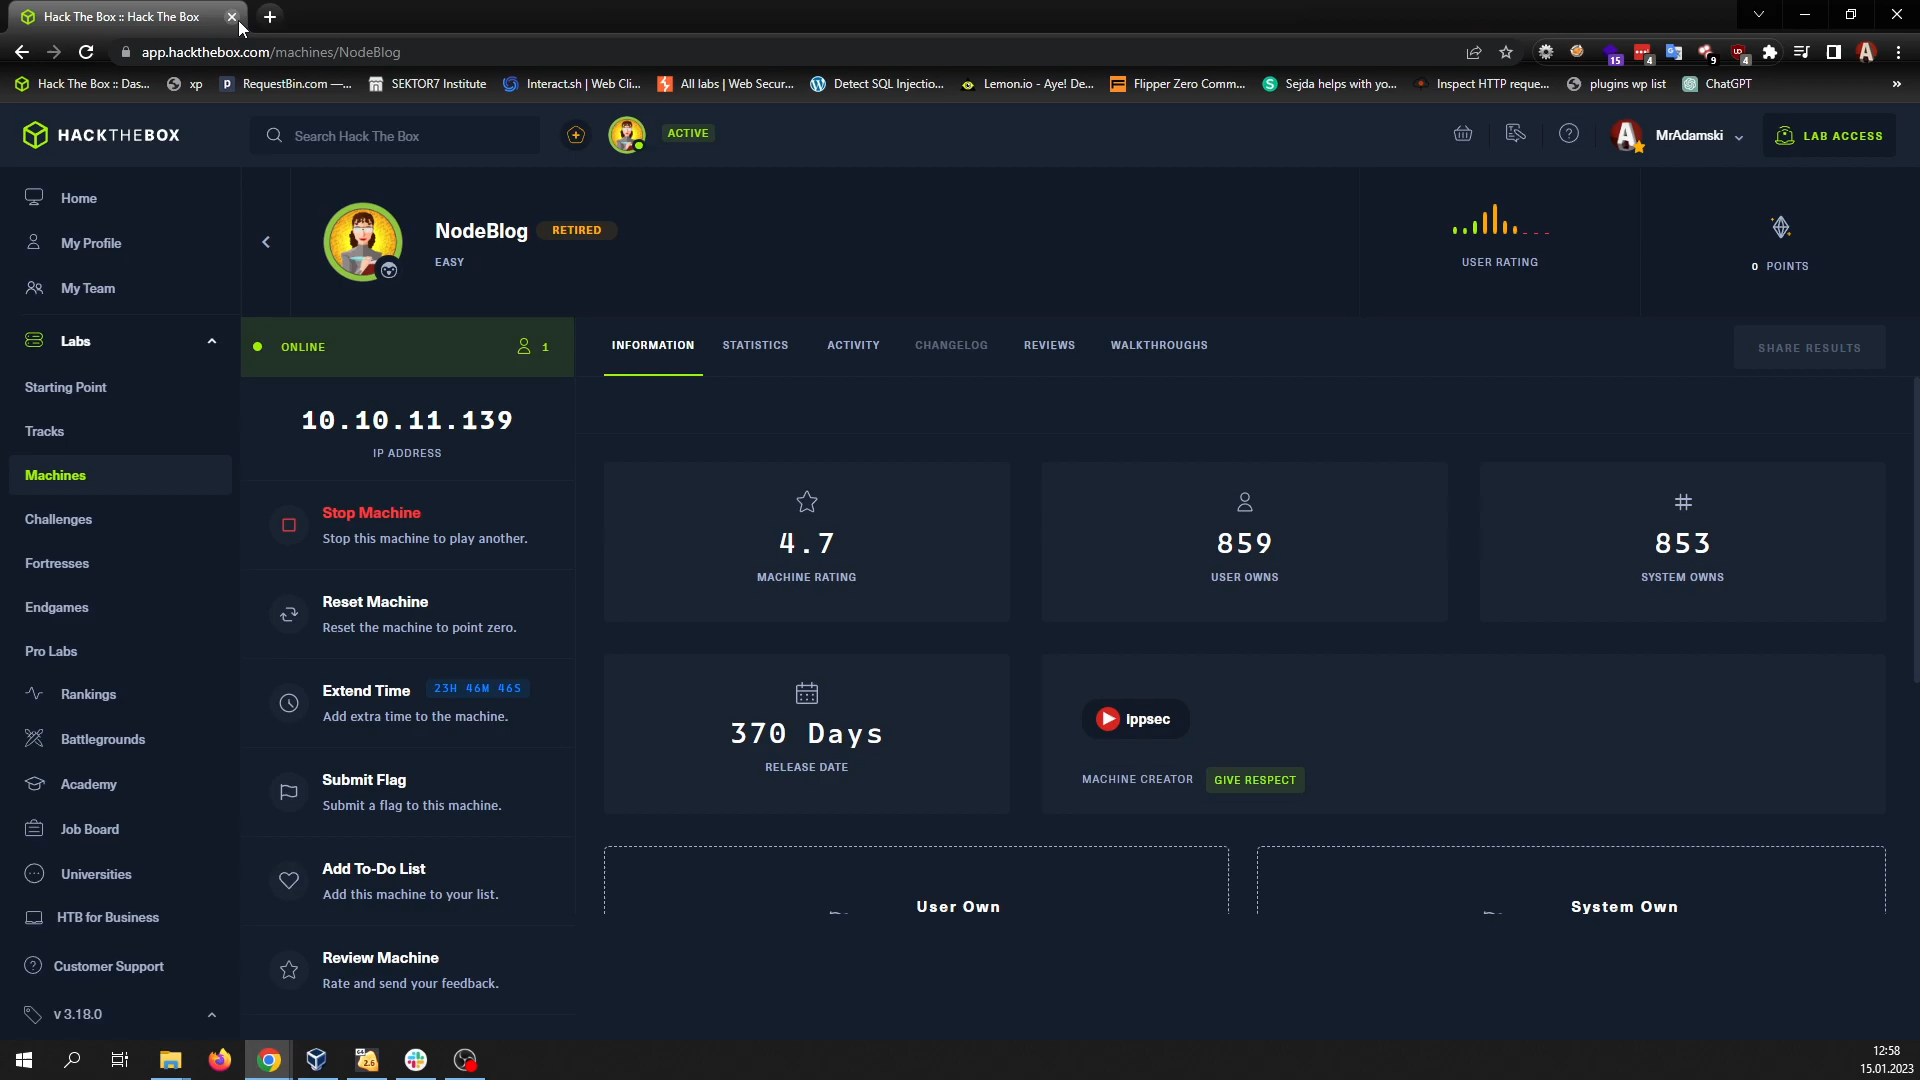 Hack The Box :: Hack The Box
app.hackthebox.com/machines/NodeBlog
15
4
9
4
Hack The Box :: Das...
xp
RequestBin.com —...
SEKTOR7 Institute
Interact.sh | Web Cli...
All labs | Web Secur...
Detect SQL Injectio...
Lemon.io - Aye! De...
Flipper Zero Comm...
Sejda helps with yo...
Inspect HTTP reque...
plugins wp list
ChatGPT
»
HACKTHEBOX
Search Hack The Box
ACTIVE
MrAdamski
LAB ACCESS
Home
My Profile
My Team
Labs
Starting Point
Tracks
Machines
Challenges
Fortresses
Endgames
Pro Labs
Rankings
Battlegrounds
Academy
Job Board
Universities
HTB for Business
Customer Support
v 3.18.0
NodeBlog
RETIRED
EASY
USER RATING
0 POINTS
ONLINE
1
10.10.11.139
IP ADDRESS
Stop Machine
Stop this machine to play another.
Reset Machine
Reset the machine to point zero.
Extend Time
23H 46M 46S
Add extra time to the machine.
Submit Flag
Submit a flag to this machine.
Add To-Do List
Add this machine to your list.
Review Machine
Rate and send your feedback.
INFORMATION
STATISTICS
ACTIVITY
CHANGELOG
REVIEWS
WALKTHROUGHS
SHARE RESULTS
4.7
MACHINE RATING
859
USER OWNS
853
SYSTEM OWNS
370 Days
RELEASE DATE
ippsec
MACHINE CREATOR
GIVE RESPECT
User Own
System Own
12:58
15.01.2023